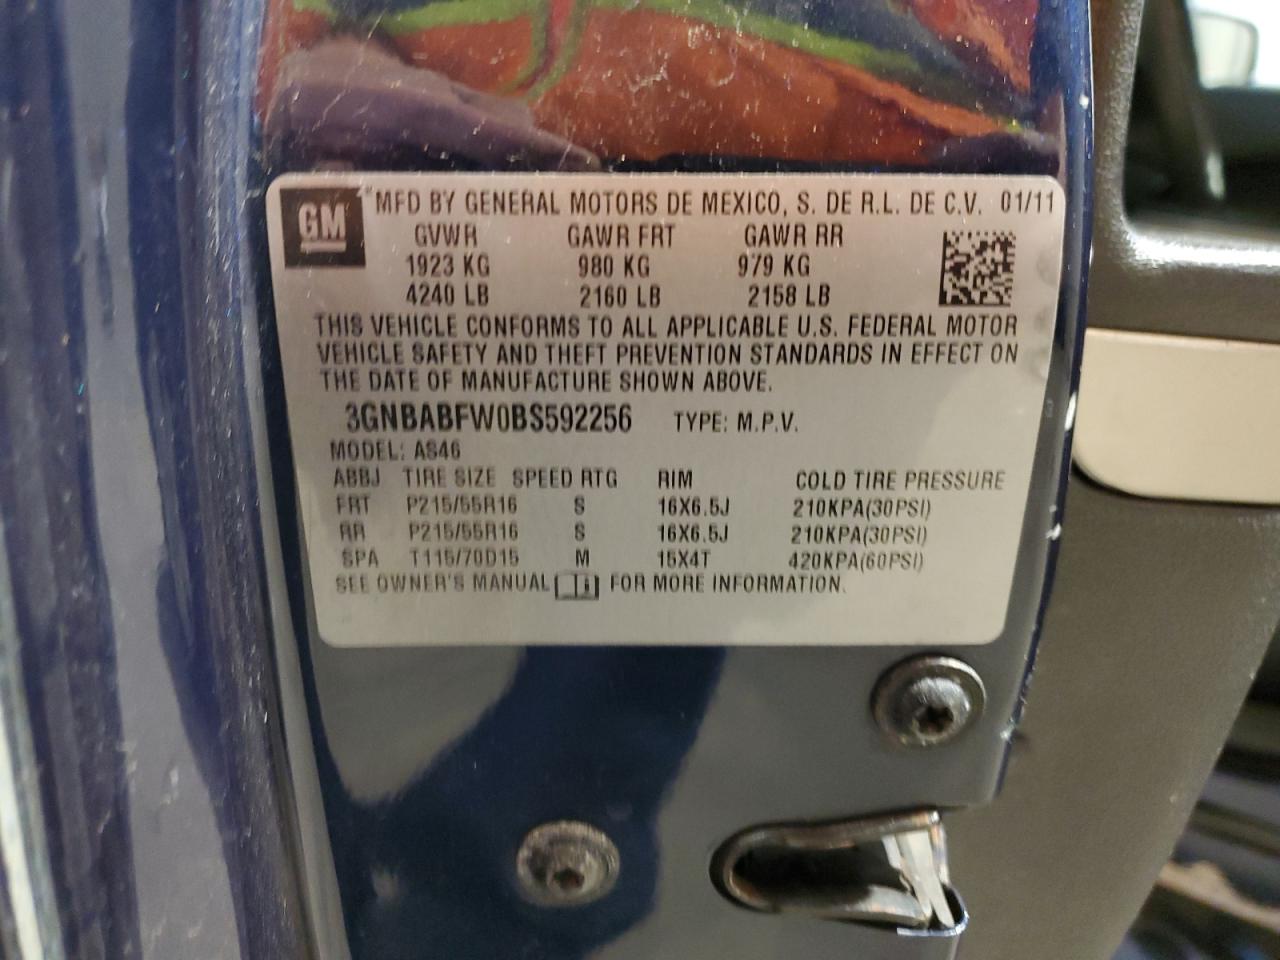 GM
MFD BY GENERAL MOTORS DE MEXICO, S. DE R.L. DE C.V. 01/11
GVWR GAWR FRT GAWR RR
1923 KG 980 KG 979 KG
4240 LB 2160 LB 2158 LB
THIS VEHICLE CONFORMS TO ALL APPLICABLE U.S. FEDERAL MOTOR
VEHICLE SAFETY AND THEFT PREVENTION STANDARDS IN EFFECT ON
THE DATE OF MANUFACTURE SHOWN ABOVE.
3GNBABFW0BS592256 TYPE: M.P.V.
MODEL: AS46
ABBJ TIRE SIZE SPEED RTG RIM COLD TIRE PRESSURE
FRT P215/55R16 S 16X6.5J 210KPA(30PSI)
RR P215/55R16 S 16X6.5J 210KPA(30PSI)
SPA T115/70D15 M 15X4T 420KPA(60PSI)
SEE OWNER'S MANUAL FOR MORE INFORMATION.